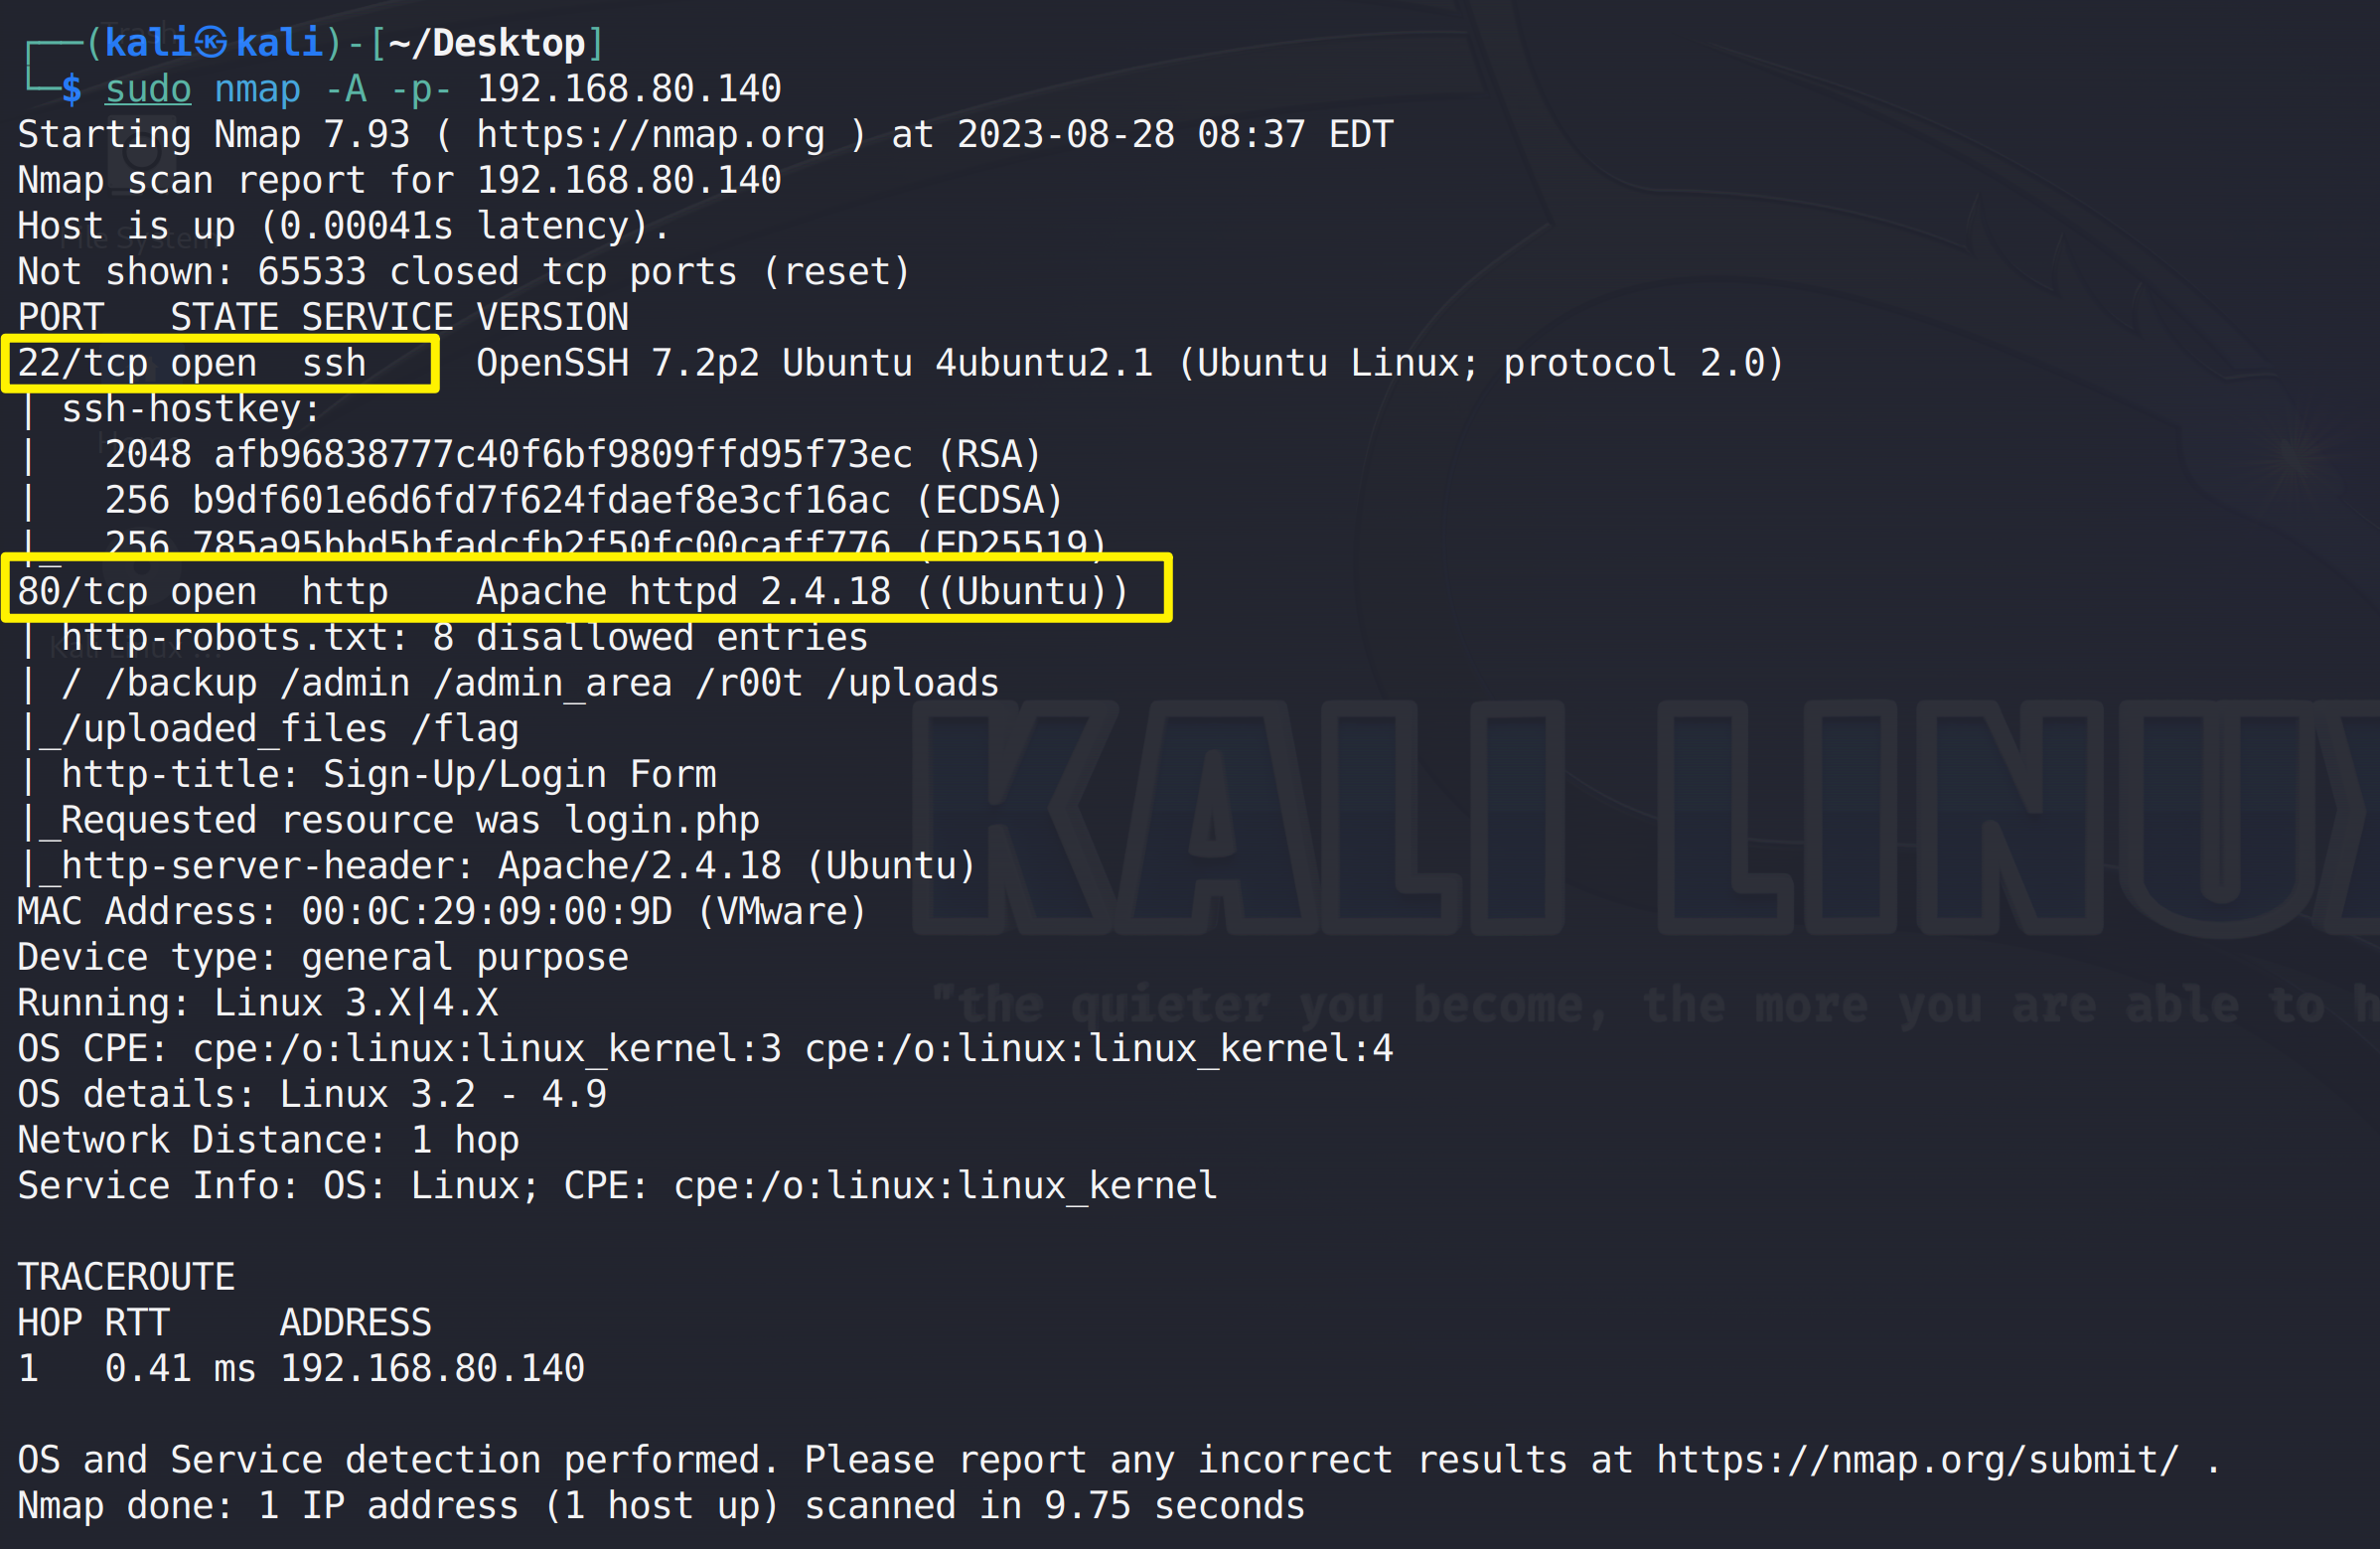 ┌──(kali㉿kali)-[~/Desktop]
└─$ sudo nmap -A -p- 192.168.80.140
Starting Nmap 7.93 ( https://nmap.org ) at 2023-08-28 08:37 EDT
Nmap scan report for 192.168.80.140
Host is up (0.00041s latency).
Not shown: 65533 closed tcp ports (reset)
PORT   STATE SERVICE VERSION
22/tcp open  ssh     OpenSSH 7.2p2 Ubuntu 4ubuntu2.1 (Ubuntu Linux; protocol 2.0)
| ssh-hostkey:
|   2048 afb96838777c40f6bf9809ffd95f73ec (RSA)
|   256 b9df601e6d6fd7f624fdaef8e3cf16ac (ECDSA)
|_  256 785a95bbd5bfadcfb2f50fc00caff776 (ED25519)
80/tcp open  http    Apache httpd 2.4.18 ((Ubuntu))
| http-robots.txt: 8 disallowed entries
| / /backup /admin /admin_area /r00t /uploads
|_/uploaded_files /flag
| http-title: Sign-Up/Login Form
|_Requested resource was login.php
|_http-server-header: Apache/2.4.18 (Ubuntu)
MAC Address: 00:0C:29:09:00:9D (VMware)
Device type: general purpose
Running: Linux 3.X|4.X
OS CPE: cpe:/o:linux:linux_kernel:3 cpe:/o:linux:linux_kernel:4
OS details: Linux 3.2 - 4.9
Network Distance: 1 hop
Service Info: OS: Linux; CPE: cpe:/o:linux:linux_kernel

TRACEROUTE
HOP RTT     ADDRESS
1   0.41 ms 192.168.80.140

OS and Service detection performed. Please report any incorrect results at https://nmap.org/submit/ .
Nmap done: 1 IP address (1 host up) scanned in 9.75 seconds
Trash
File System
Kali Linux
KALI LINUX
"the quieter you become, the more you are able to